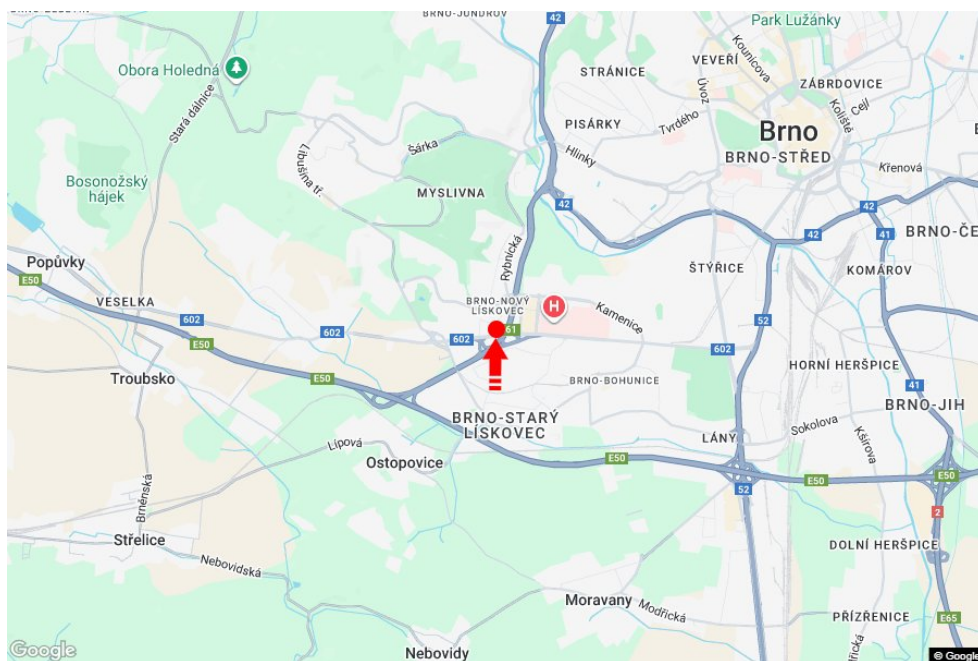 BRNO-JUNDROV
Park Lužánky
VEVEŘÍ
Kounicova
Obora Holedná
STRÁNICE
ZÁBRDOVICE
Stará dálnice
Úvoz
Cejl
Koliště
Tvrdého
PISÁRKY
Brno
BRNO-STŘED
Šárka
Hlinky
Křenová
Libušina tř.
Bosonožský
hájek
MYSLIVNA
42
42
42
41
BRNO-ČE
Rybnická
Popůvky
ŠTÝŘICE
KOMÁROV
E50
VESELKA
BRNO-NOVÝ
LÍSKOVEC
H
Kamenice
602
602
602
61
52
602
E50
HORNÍ HERŠPICE
Troubsko
E50
BRNO-BOHUNICE
41
BRNO-JIH
BRNO-STARÝ
LÍSKOVEC
Sokolova
Lípová
LÁNY
Kšírova
Ostopovice
E50
E50
E50
Brněnská
52
2
Střelice
DOLNÍ HERŠPICE
Nebovidská
Moravany
Modřická
PŘÍZŘENICE
E65
Nebovidy
Google
© Google